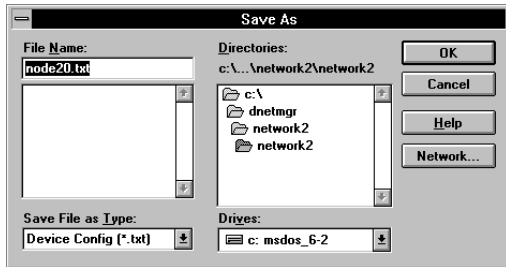 Save As
File Name:
node20.txt
Directories:
c:\...\network2\network2
c:\
dnetmgr
network2
network2
OK
Cancel
Help
Network...
Save File as Type:
Device Config (*.txt)
Drives:
c: msdos_6-2